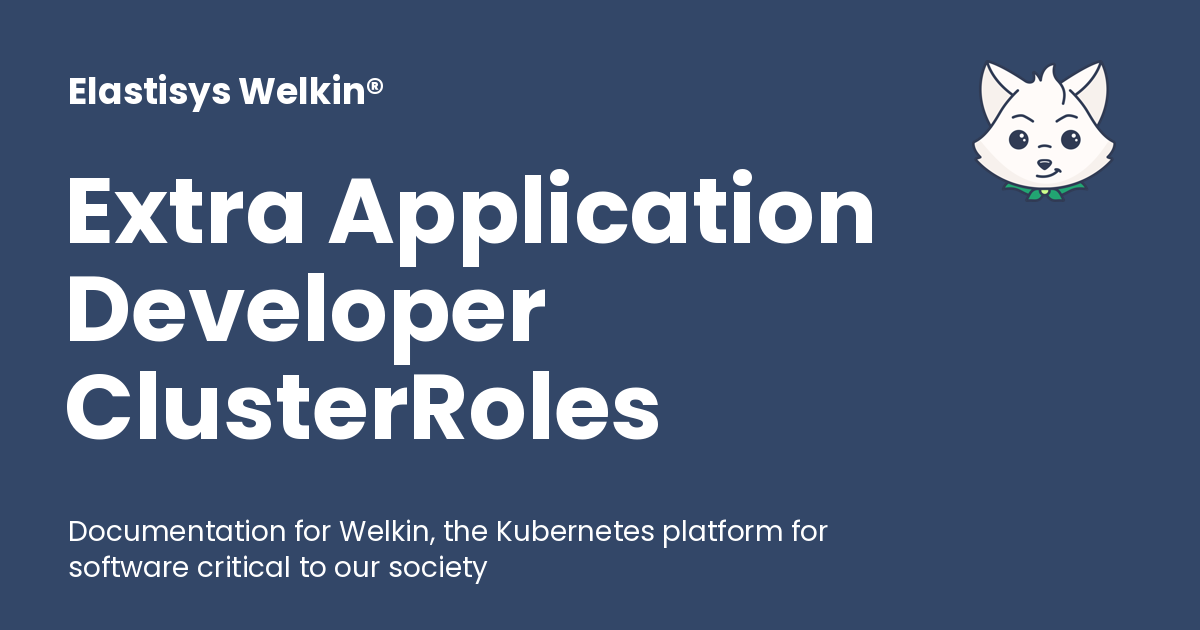 Elastisys Welkin®
Extra Application
Developer
ClusterRoles
Documentation for Welkin, the Kubernetes platform for
software critical to our society